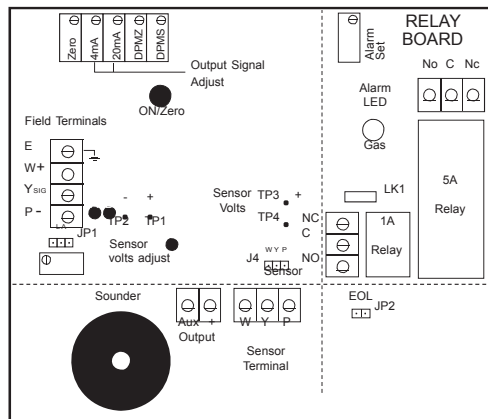 Zero
4mA
20mA
DPMZ
DPMS
Output Signal
Adjust
ON/Zero
Alarm
Set
RELAY
BOARD
No C Nc
Alarm
LED
Gas
Field Terminals
E
W+
YSIG
P-
L A
JP1
- +
TP2 TP1
Sensor
volts adjust
Sensor
Volts
TP3 +
TP4
LK1
NC
C
NO
1A
Relay
5A
Relay
W Y P
J4
Sensor
Sounder
Aux +
Output
W Y P
Sensor
Terminal
EOL
JP2